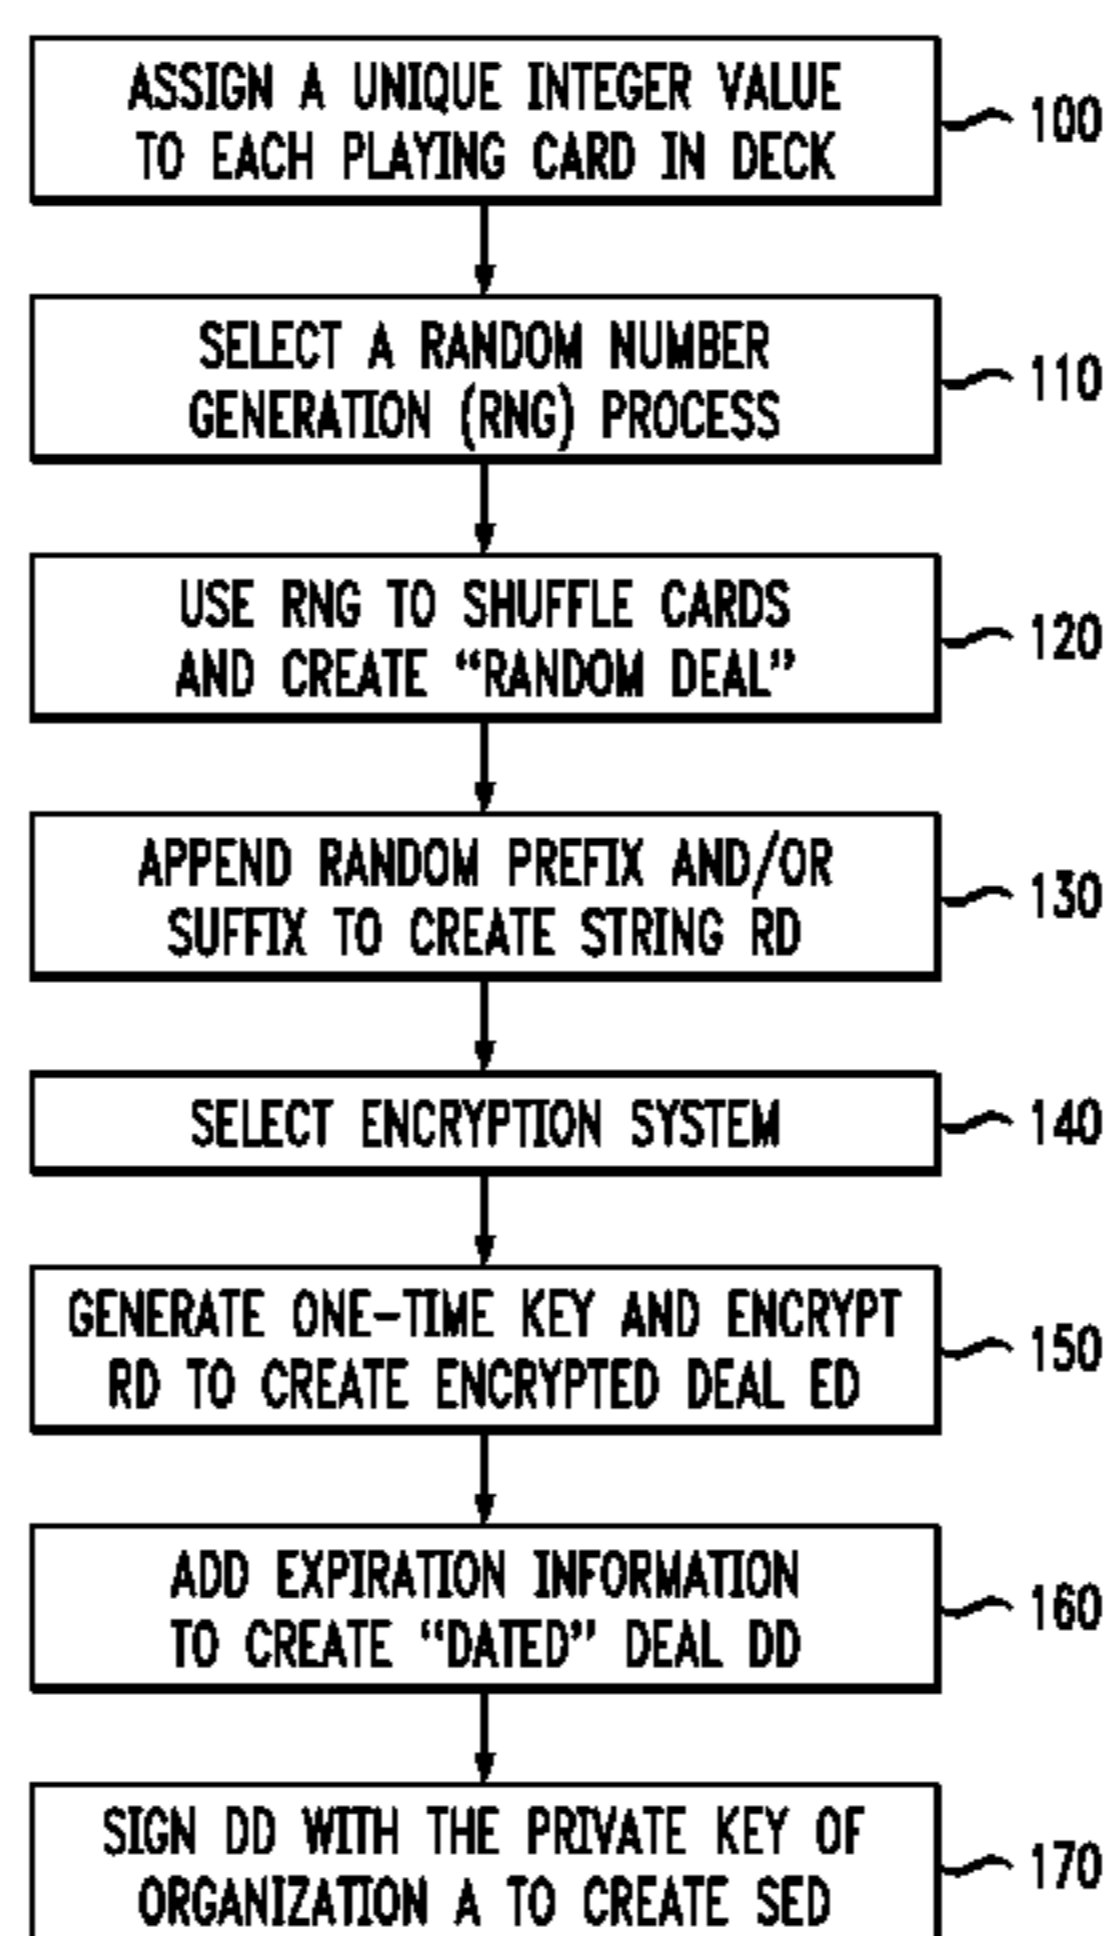 ASSIGN A UNIQUE INTEGER VALUE
TO EACH PLAYING CARD IN DECK
100
SELECT A RANDOM NUMBER
GENERATION (RNG) PROCESS
110
USE RNG TO SHUFFLE CARDS
AND CREATE “RANDOM DEAL”
120
APPEND RANDOM PREFIX AND/OR
SUFFIX TO CREATE STRING RD
130
SELECT ENCRYPTION SYSTEM
140
GENERATE ONE-TIME KEY AND ENCRYPT
RD TO CREATE ENCRYPTED DEAL ED
150
ADD EXPIRATION INFORMATION
TO CREATE “DATED” DEAL DD
160
SIGN DD WITH THE PRIVATE KEY OF
ORGANIZATION A TO CREATE SED
170